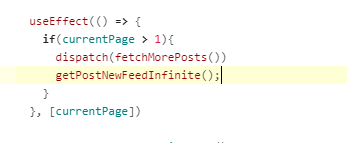 useEffect(() => {
if(currentPage > 1){
dispatch(fetchMorePosts())
getPostNewFeedInfinite();
}
}, [currentPage])